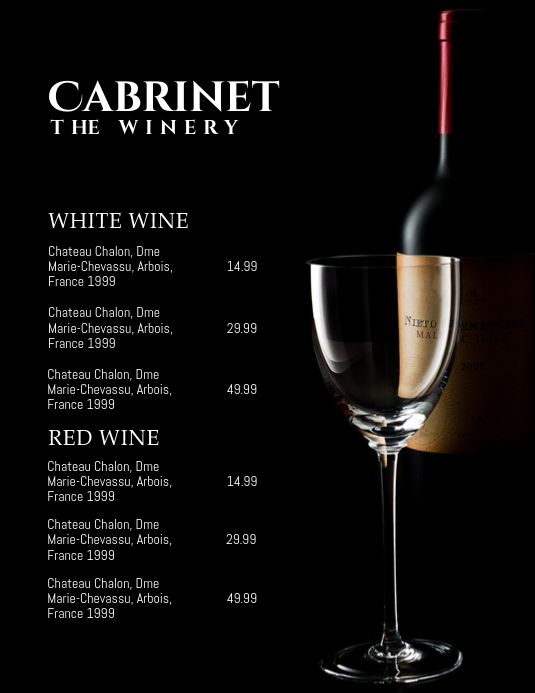 CABRINET
THE WINERY
WHITE WINE
Chateau Chalon, Dme
Marie-Chevassu, Arbois, 14.99
France 1999
Chateau Chalon, Dme
Marie-Chevassu, Arbois, 29.99
France 1999
Chateau Chalon, Dme
Marie-Chevassu, Arbois, 49.99
France 1999
RED WINE
Chateau Chalon, Dme
Marie-Chevassu, Arbois, 14.99
France 1999
Chateau Chalon, Dme
Marie-Chevassu, Arbois, 29.99
France 1999
Chateau Chalon, Dme
Marie-Chevassu, Arbois, 49.99
France 1999
NIETO
MAL